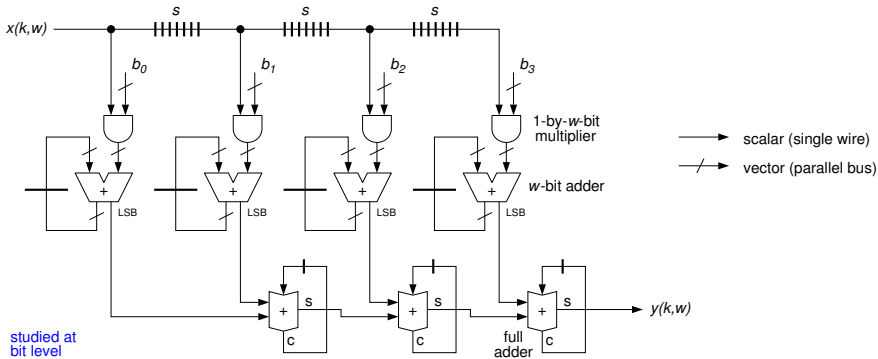 s s s
x(k,w)
b0 b1 b2 b3
1-by-w-bit
multiplier
scalar (single wire)
vector (parallel bus)
+ + + +
w-bit adder
LSB LSB LSB LSB
+ s + s + s
y(k,w)
c c c
full
adder
studied at
bit level